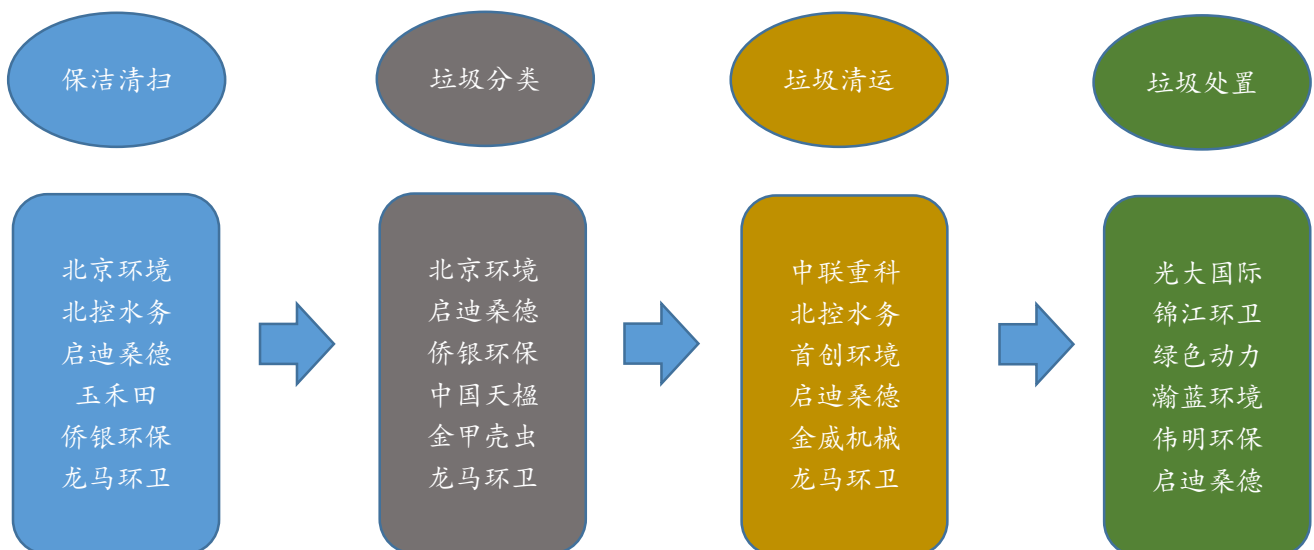 保洁清扫
垃圾分类
垃圾清运
垃圾处置
北京环境
北控水务
启迪桑德
玉禾田
侨银环保
龙马环卫
北京环境
启迪桑德
侨银环保
中国天楹
金甲壳虫
龙马环卫
中联重科
北控水务
首创环境
启迪桑德
金威机械
龙马环卫
光大国际
锦江环卫
绿色动力
瀚蓝环境
伟明环保
启迪桑德